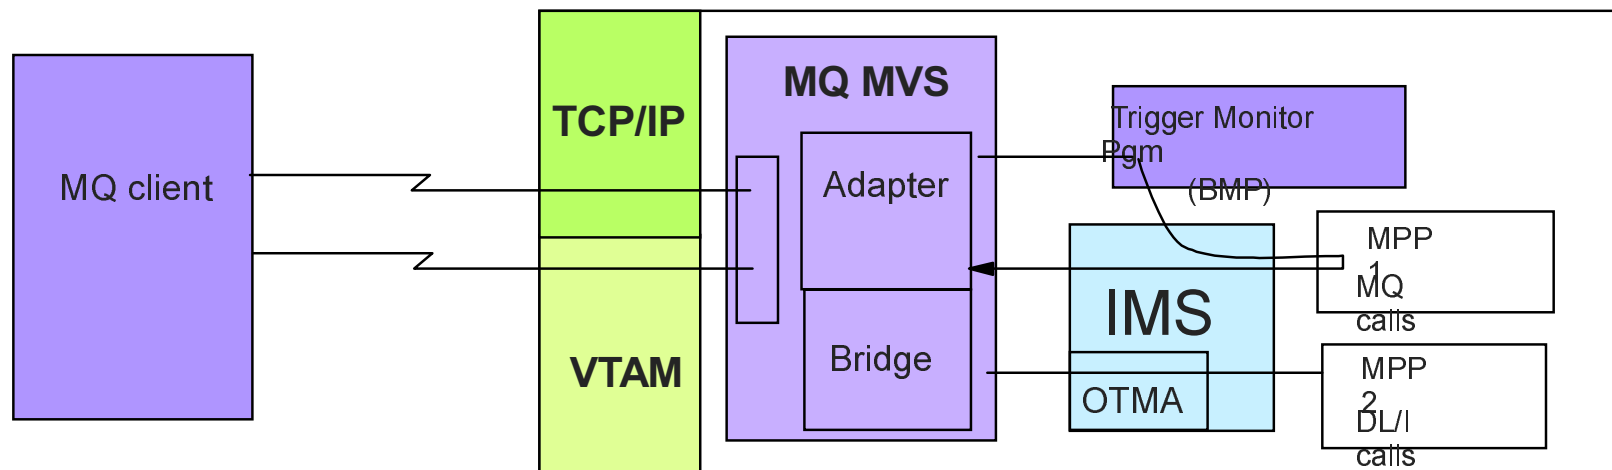 MQ client
TCP/IP
VTAM
MQ MVS
Adapter
Bridge
Trigger Monitor
Pgm
(BMP)
IMS
OTMA
MPP
1
MQ
calls
MPP
2
DL/I
calls